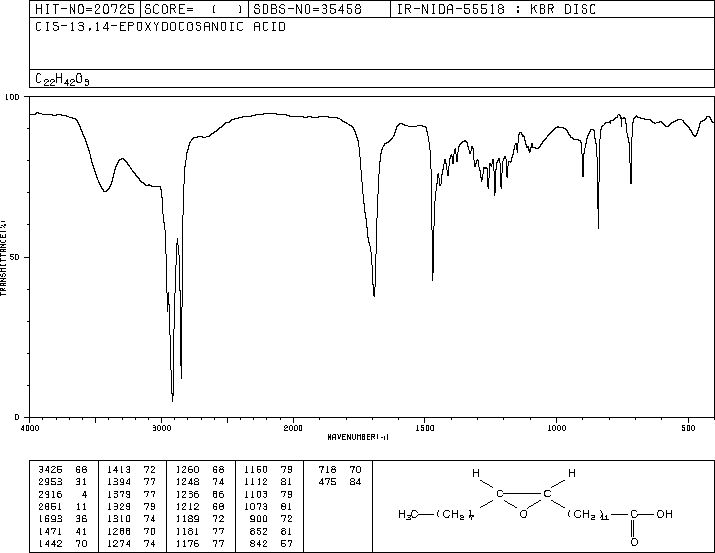 HIT-NO=20725 SCORE= ( ) SDBS-NO=35458 IR-NIDA-55518 : KBR DISC
CIS-13,14-EPOXYDOCOSANOIC ACID
C22H42O3
100
TRANSMITTANCE(%)
50
0
4000 3000 2000 1500 1000 500
WAVENUMBER(-1)
3425 68 1413 72 1260 68 1150 79 718 70
2953 31 1394 77 1248 74 1112 81 475 84
2916 4 1379 77 1236 66 1103 79
2851 11 1329 79 1212 68 1073 81
1693 36 1310 74 1189 72 900 72
1471 41 1288 70 1181 77 852 81
1442 70 1274 74 1176 77 842 57
H H
H3C—(CH2)7 C—C (CH2)11—C—OH
O
O